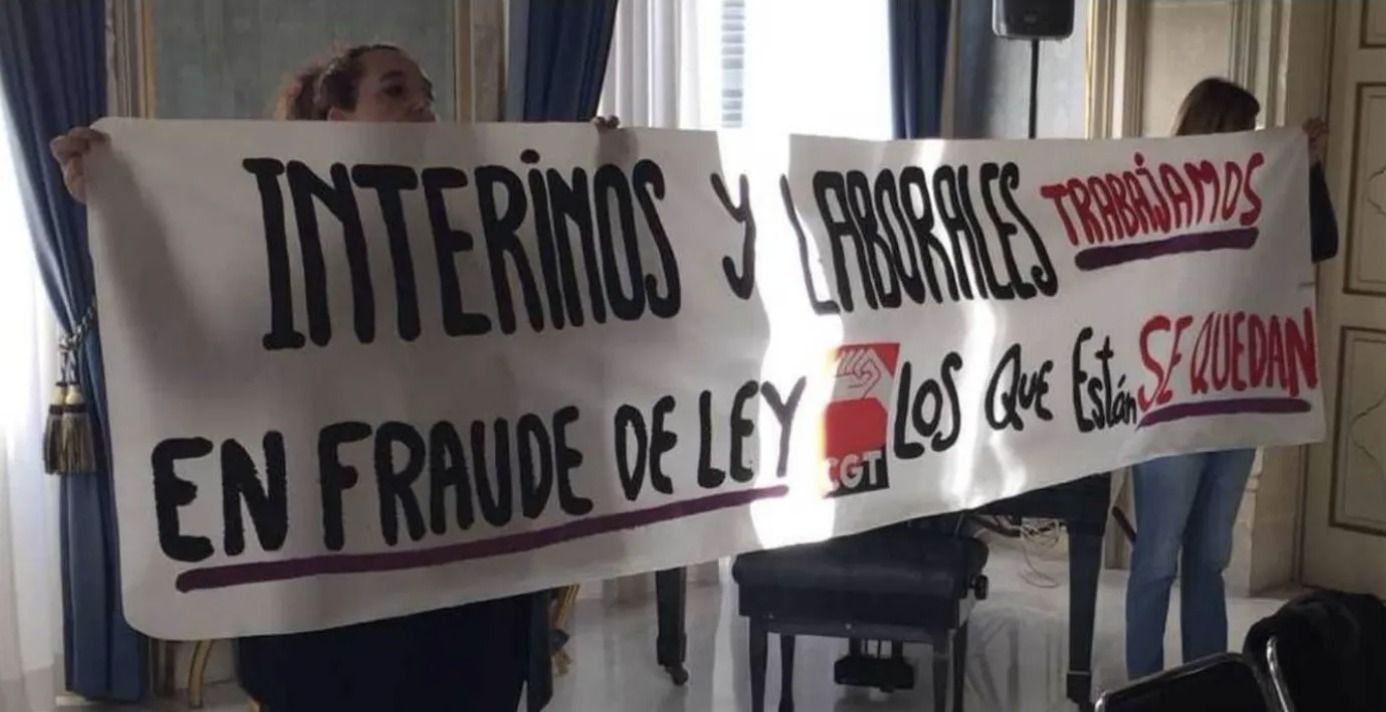 INTERINOS Y LABORALES TRABAJAMOS
EN FRAUDE DE LEY CGT LOS QUE Están SE QUEDAN